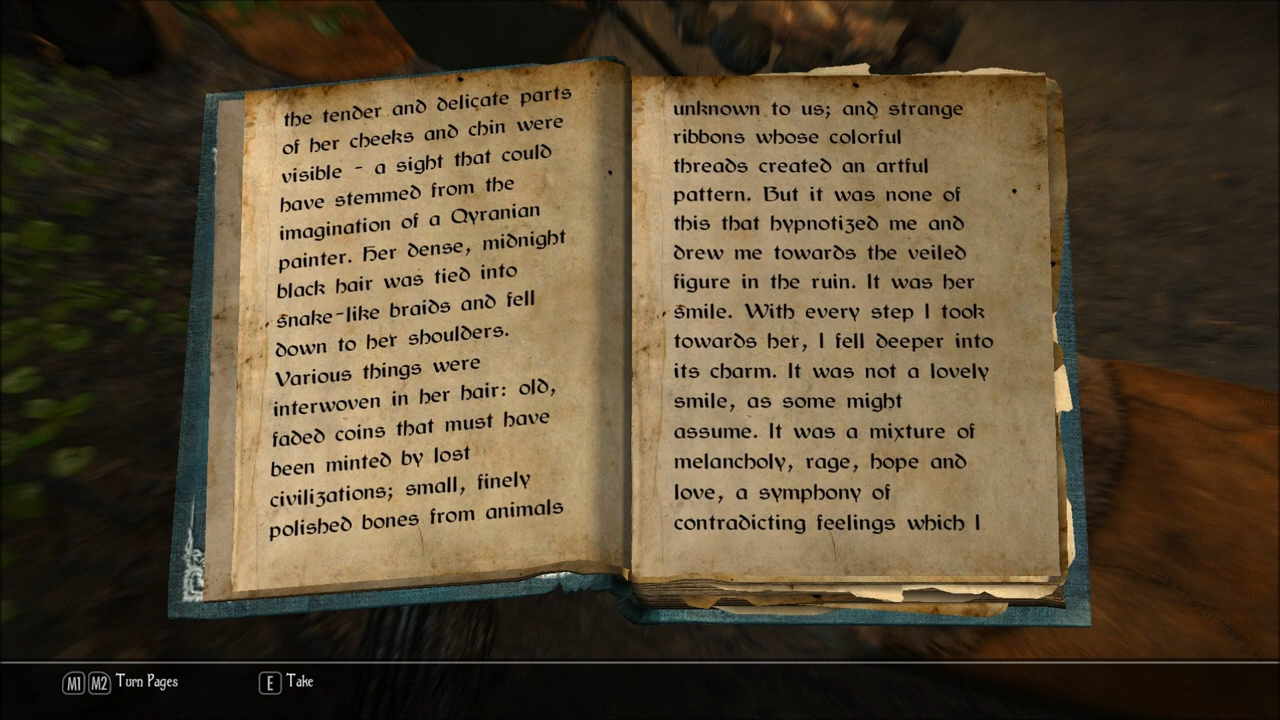 the tender and delicate parts
of her cheeks and chin were
visible - a sight that could
have stemmed from the
imagination of a Qyranian
painter. Her dense, midnight
black hair was tied into
snake-like braids and fell
down to her shoulders.
Various things were
interwoven in her hair: old,
faded coins that must have
been minted by lost
civilizations; small, finely
polished bones from animals
unknown to us; and strange
ribbons whose colorful
threads created an artful
pattern. But it was none of
this that hypnotized me and
drew me towards the veiled
figure in the ruin. It was her
smile. With every step I took
towards her, I fell deeper into
its charm. It was not a lovely
smile, as some might
assume. It was a mixture of
melancholy, rage, hope and
love, a symphony of
contradicting feelings which I
M1 M2 Turn Pages
E Take